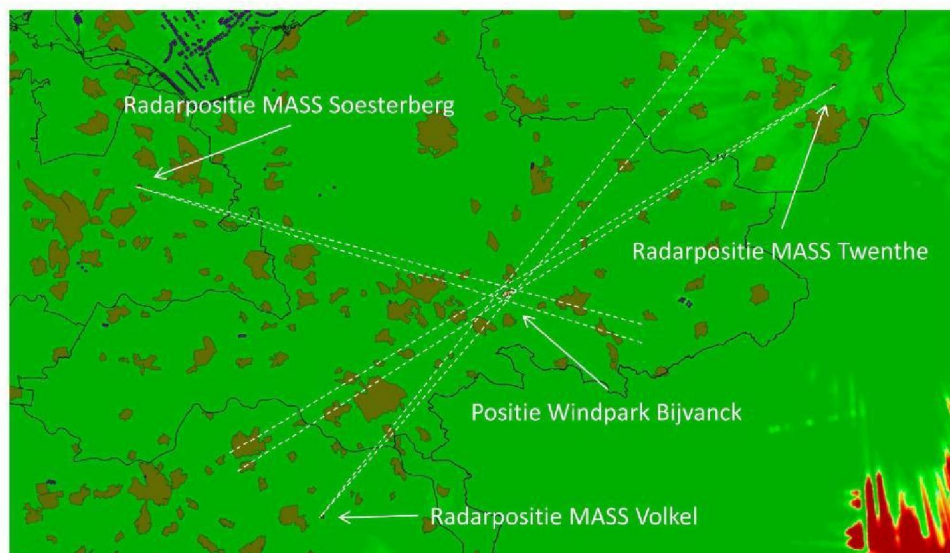 Radarpositie MASS Soesterberg
Radarpositie MASS Twenthe
Positie Windpark Bijvanck
Radarpositie MASS Volkel